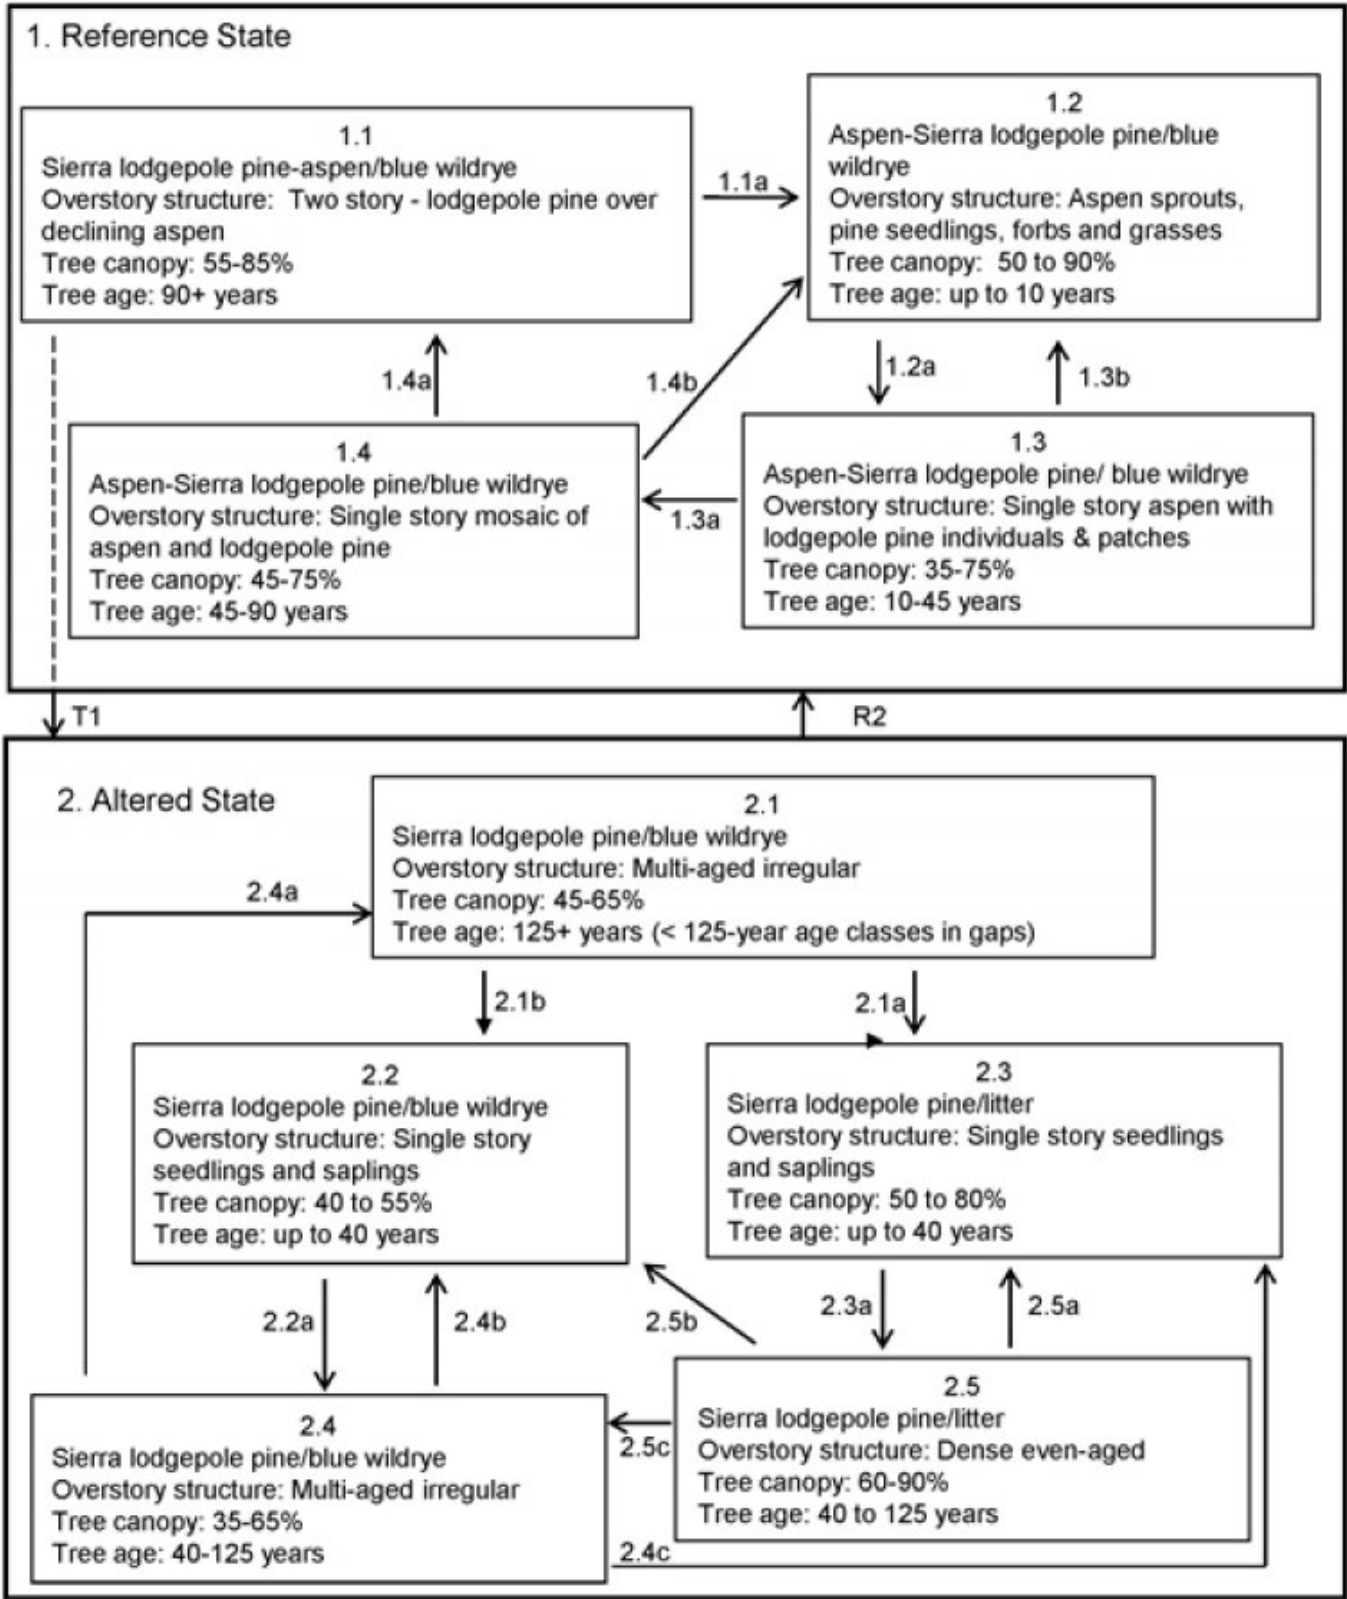 1. Reference State
1.1
Sierra lodgepole pine-aspen/blue wildrye
Overstory structure: Two story - lodgepole pine over
declining aspen
Tree canopy: 55-85%
Tree age: 90+ years
1.1a
1.2
Aspen-Sierra lodgepole pine/blue
wildrye
Overstory structure: Aspen sprouts,
pine seedlings, forbs and grasses
Tree canopy: 50 to 90%
Tree age: up to 10 years
1.4a
1.4b
1.2a
1.3b
1.4
Aspen-Sierra lodgepole pine/blue wildrye
Overstory structure: Single story mosaic of
aspen and lodgepole pine
Tree canopy: 45-75%
Tree age: 45-90 years
1.3a
1.3
Aspen-Sierra lodgepole pine/ blue wildrye
Overstory structure: Single story aspen with
lodgepole pine individuals & patches
Tree canopy: 35-75%
Tree age: 10-45 years
T1
R2
2. Altered State
2.1
Sierra lodgepole pine/blue wildrye
Overstory structure: Multi-aged irregular
Tree canopy: 45-65%
Tree age: 125+ years (< 125-year age classes in gaps)
2.4a
2.1b
2.1a
2.2
Sierra lodgepole pine/blue wildrye
Overstory structure: Single story
seedlings and saplings
Tree canopy: 40 to 55%
Tree age: up to 40 years
2.3
Sierra lodgepole pine/litter
Overstory structure: Single story seedlings
and saplings
Tree canopy: 50 to 80%
Tree age: up to 40 years
2.2a
2.4b
2.5b
2.3a
2.5a
2.4
Sierra lodgepole pine/blue wildrye
Overstory structure: Multi-aged irregular
Tree canopy: 35-65%
Tree age: 40-125 years
2.5c
2.4c
2.5
Sierra lodgepole pine/litter
Overstory structure: Dense even-aged
Tree canopy: 60-90%
Tree age: 40 to 125 years